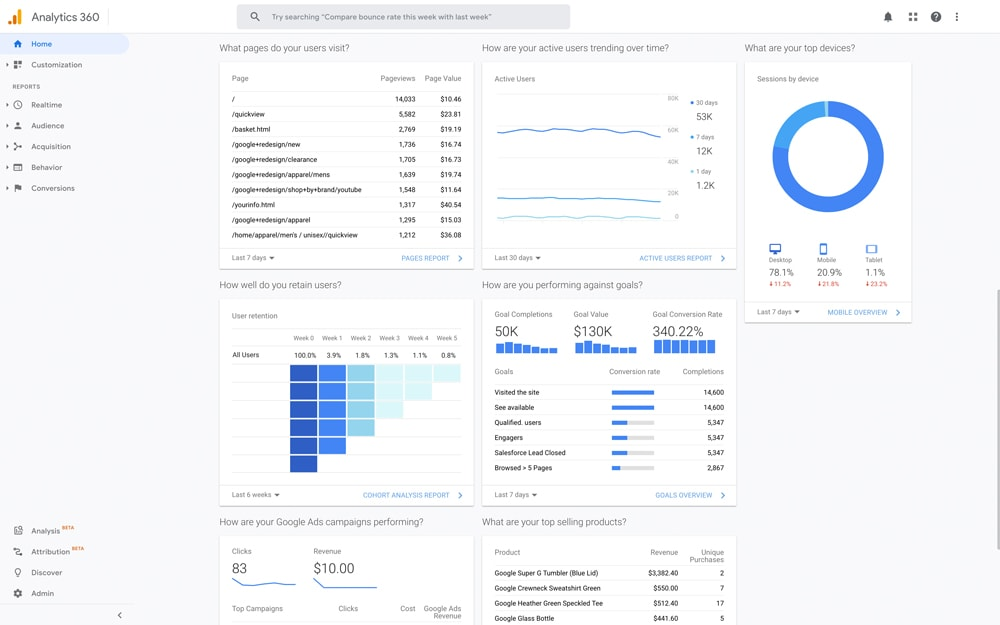 Analytics 360
Try searching "Compare bounce rate this week with last week"
Home
Customization
REPORTS
Realtime
Audience
Acquisition
Behavior
Conversions
Analysis BETA
Attribution BETA
Discover
Admin
What pages do your users visit?
Page Pageviews Page Value
/ 14,033 $10.46
/quickview 5,582 $23.81
/basket.html 2,769 $19.19
/google+redesign/new 1,736 $16.74
/google+redesign/clearance 1,705 $16.73
/google+redesign/apparel/mens 1,639 $19.74
/google+redesign/shop+by+brand/youtube 1,548 $11.64
/yourinfo.html 1,317 $40.54
/google+redesign/apparel 1,295 $15.03
/home/apparel/men's / unisex//quickview 1,212 $36.08
Last 7 days PAGES REPORT
How are your active users trending over time?
Active Users
80K
60K
40K
20K
0
30 days
53K
7 days
12K
1 day
1.2K
Last 30 days ACTIVE USERS REPORT
What are your top devices?
Sessions by device
Desktop Mobile Tablet
78.1% 20.9% 1.1%
11.2% 21.8% 23.2%
Last 7 days MOBILE OVERVIEW
How well do you retain users?
User retention
Week 0 Week 1 Week 2 Week 3 Week 4 Week 5
All Users 100.0% 3.9% 1.8% 1.3% 1.1% 0.8%
Last 6 weeks COHORT ANALYSIS REPORT
How are you performing against goals?
Goal Completions Goal Value Goal Conversion Rate
50K $130K 340.22%
Goals Conversion rate Completions
Visited the site 14,600
See available 14,600
Qualified. users 5,347
Engagers 5,347
Salesforce Lead Closed 5,347
Browsed > 5 Pages 2,867
Last 7 days GOALS OVERVIEW
How are your Google Ads campaigns performing?
Clicks Revenue
83 $10.00
Top Campaigns Clicks Cost Google Ads
Revenue
What are your top selling products?
Product Revenue Unique
Purchases
Google Super G Tumbler (Blue Lid) $3,382.40 2
Google Crewneck Sweatshirt Green $550.00 7
Google Heather Green Speckled Tee $512.40 17
Google Glass Bottle $441.60 5